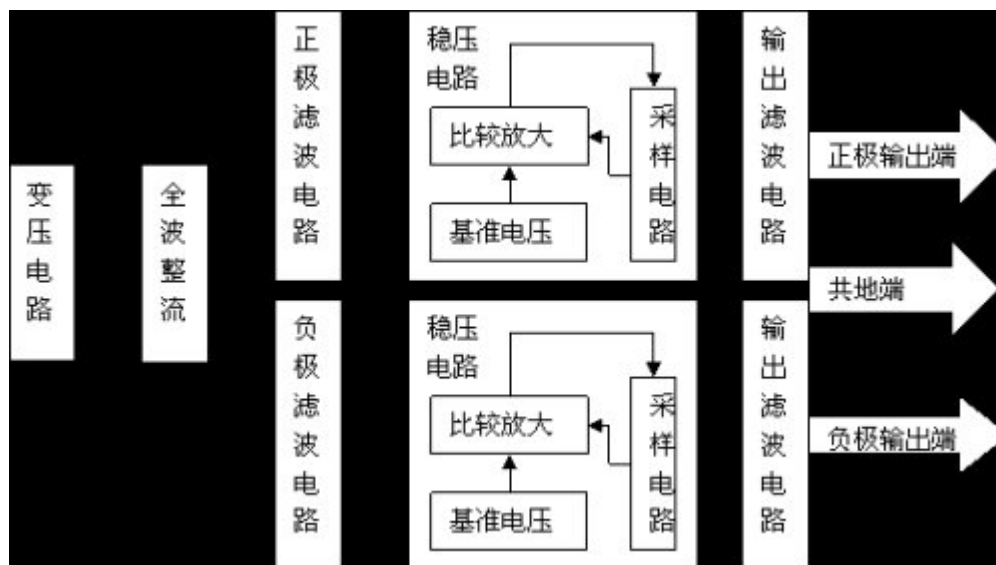 变压电路
全波整流
正极滤波电路
稳压
电路
比较放大
基准电压
采样电路
输出滤波电路
正极输出端
共地端
负极滤波电路
稳压
电路
比较放大
基准电压
采样电路
输出滤波电路
负极输出端